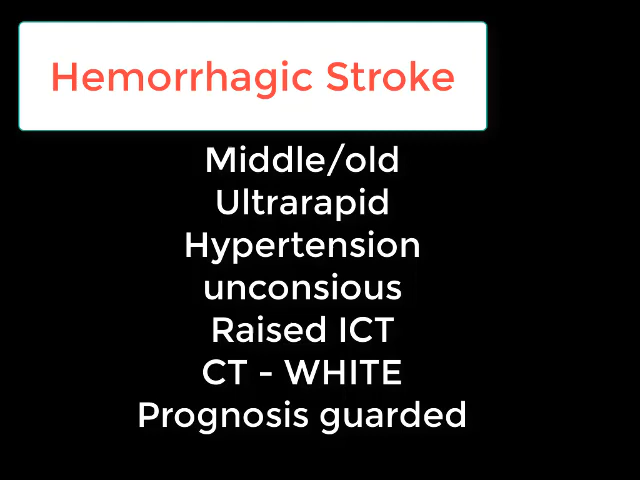 Hemorrhagic Stroke
Middle/old
Ultrarapid
Hypertension
unconsious
Raised ICT
CT - WHITE
Prognosis guarded